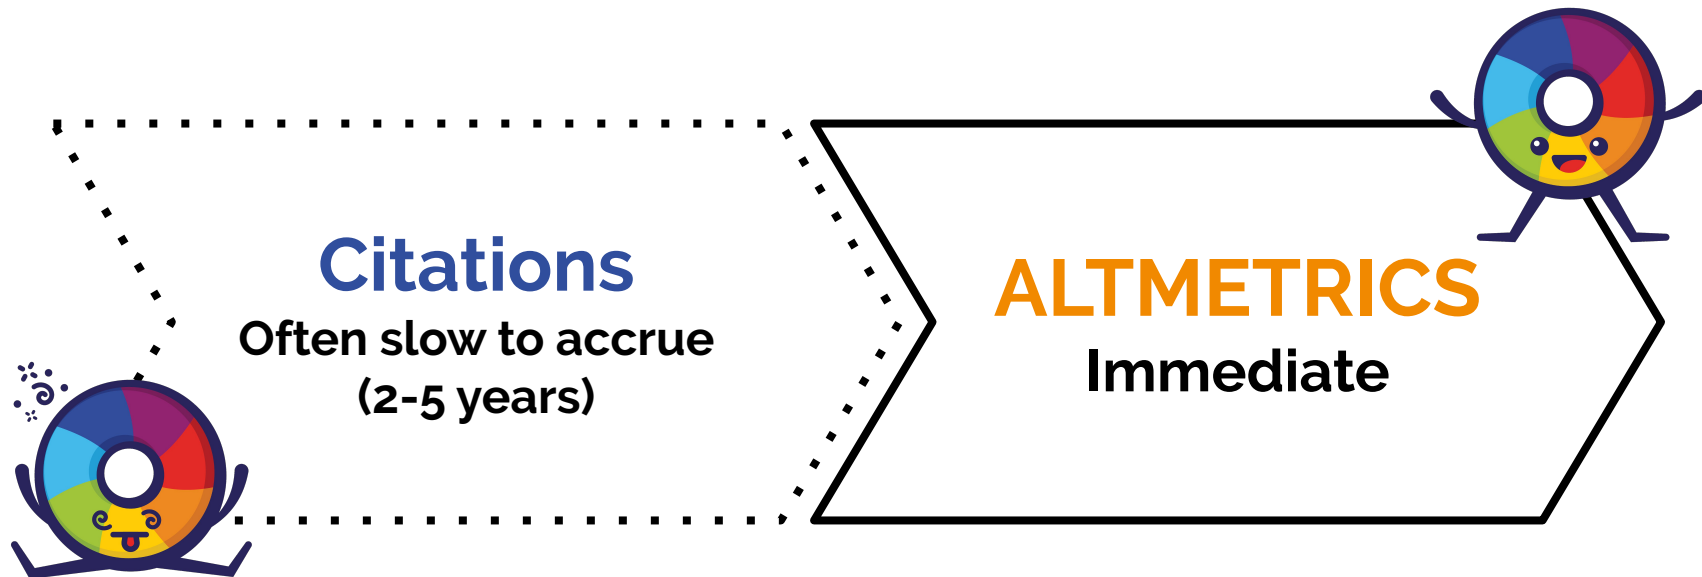 Citations
Often slow to accrue
(2-5 years)
ALTMETRICS
Immediate